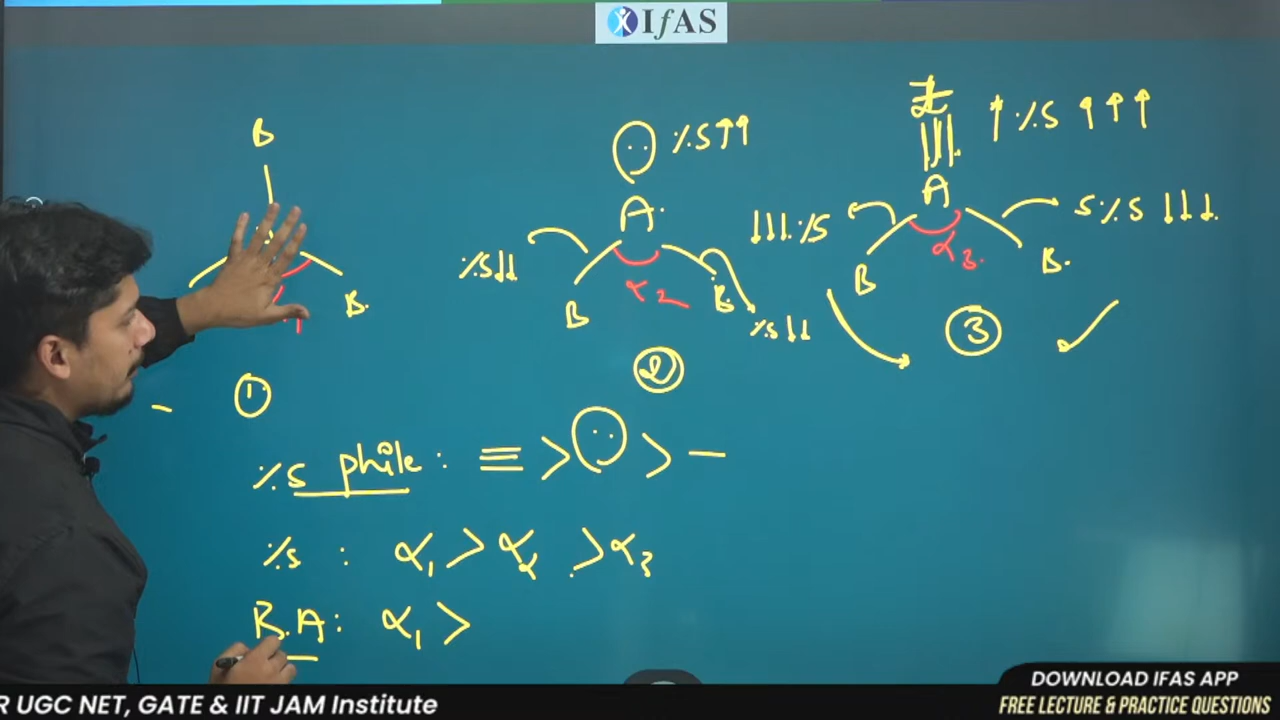 IfAS
B
B.
①
%S↑↑
A.
%S↓↓
α2
B
B.
%S↓↓
②
≡
↑ %S ↑↑↑
A
↓↓↓ %S
S %S ↓↓↓.
α3.
B
B.
③ ✓
%S phile : ≡ > > —
%S : α1 > α2 > α3
B.A : α1 >
R UGC NET, GATE & IIT JAM Institute
DOWNLOAD IFAS APP
FREE LECTURE & PRACTICE QUESTIONS